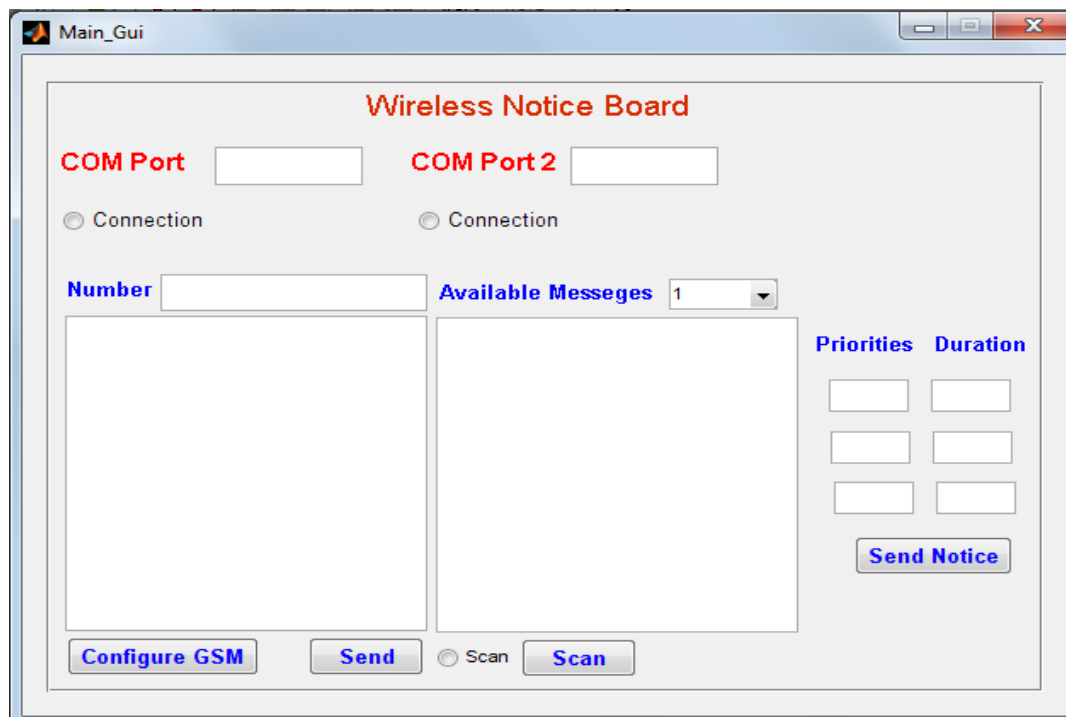 Main_Gui
Wireless Notice Board
COM Port COM Port 2
Connection Connection
Number Available Messeges 1
Priorities Duration
Send Notice
Configure GSM Send Scan Scan